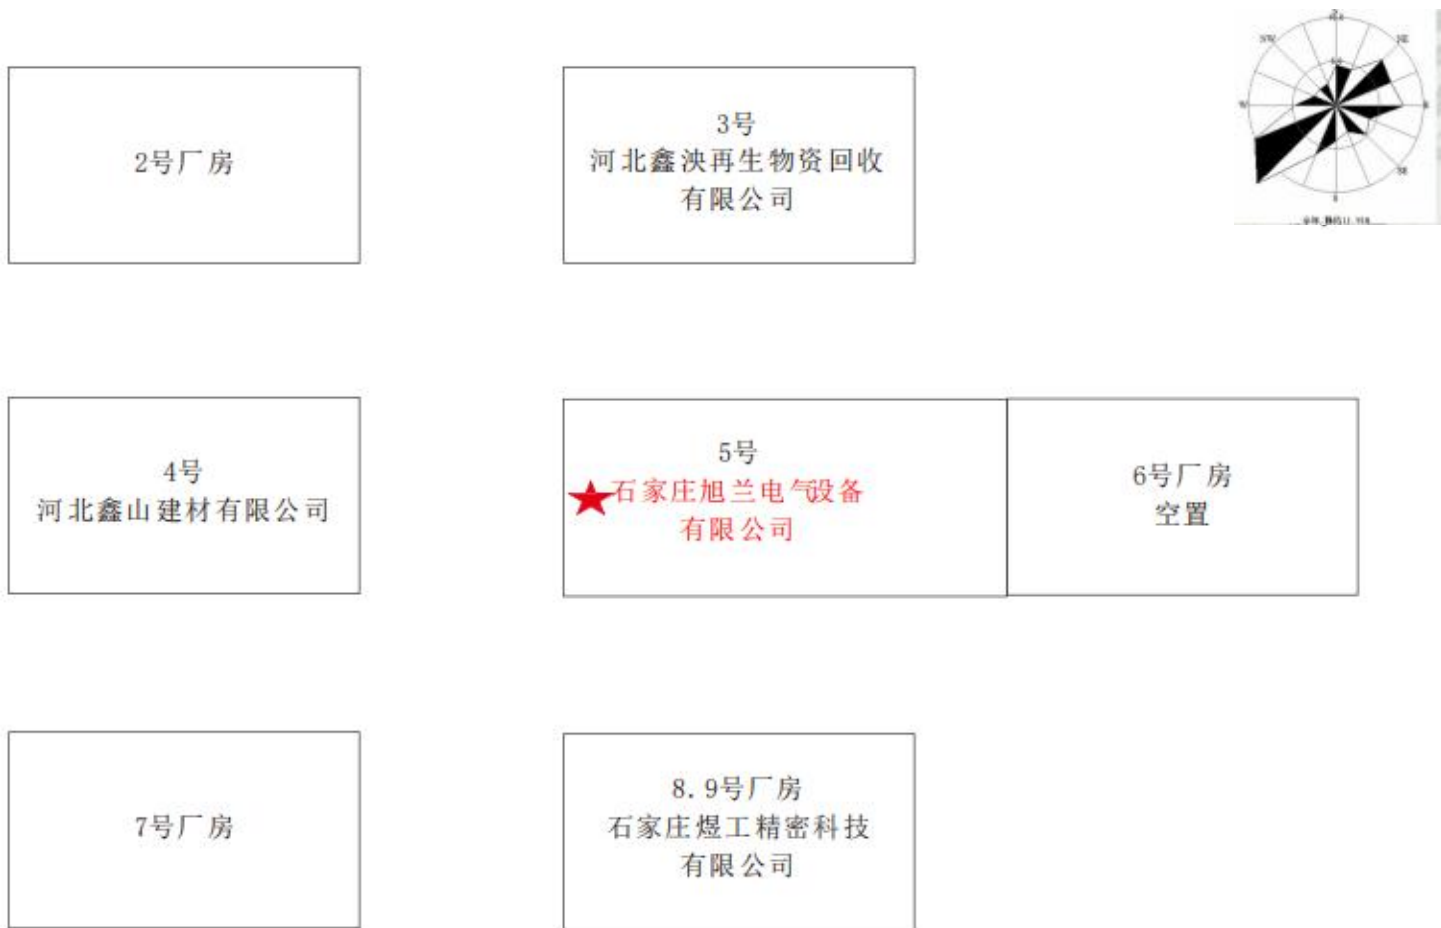 2号厂房
3号
河北鑫泱再生物资回收
有限公司
NW
NE
W
4号
河北鑫山建材有限公司
5号
石家庄旭兰电气设备
有限公司
6号厂房
空置
7号厂房
8.9号厂房
石家庄煜工精密科技
有限公司